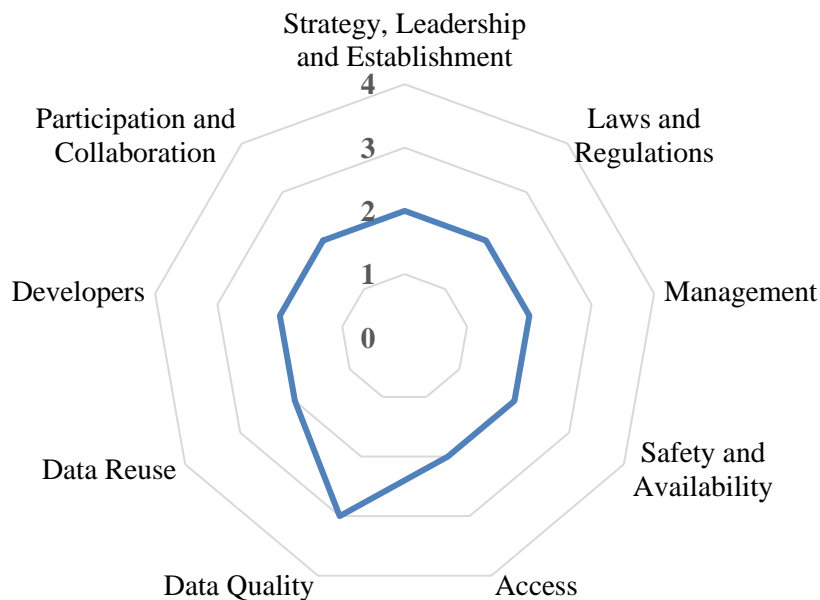 Strategy, Leadership
and Establishment
4
3
2
1
0
Laws and
Regulations
Management
Safety and
Availability
Access
Data Quality
Data Reuse
Developers
Participation and
Collaboration